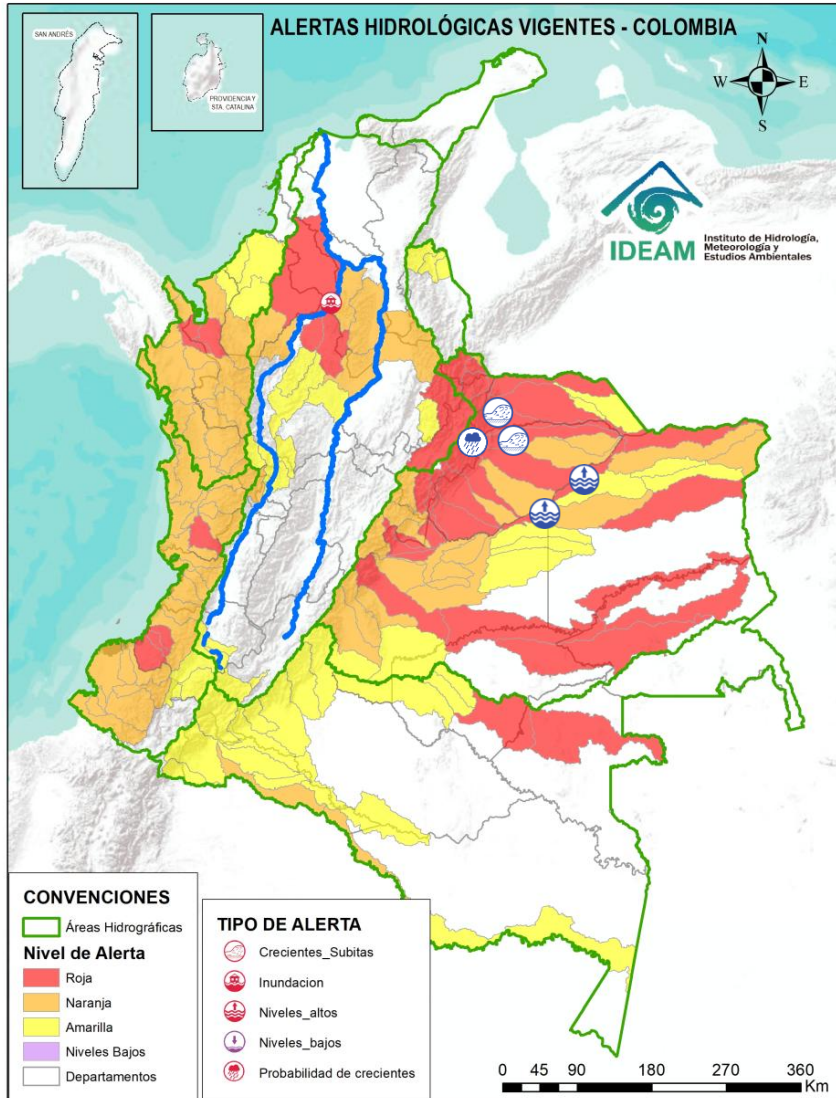 ALERTAS HIDROLÓGICAS VIGENTES - COLOMBIA
SAN ANDRÉS
PROVIDENCIA Y
STA. CATALINA
N
W
E
S
IDEAM
Instituto de Hidrología,
Meteorología y
Estudios Ambientales
CONVENCIONES
Áreas Hidrográficas
Nivel de Alerta
Roja
Naranja
Amarilla
Niveles Bajos
Departamentos
TIPO DE ALERTA
Crecientes_Subitas
Inundacion
Niveles_altos
Niveles_bajos
Probabilidad de crecientes
0 45 90 180 270 360
Km